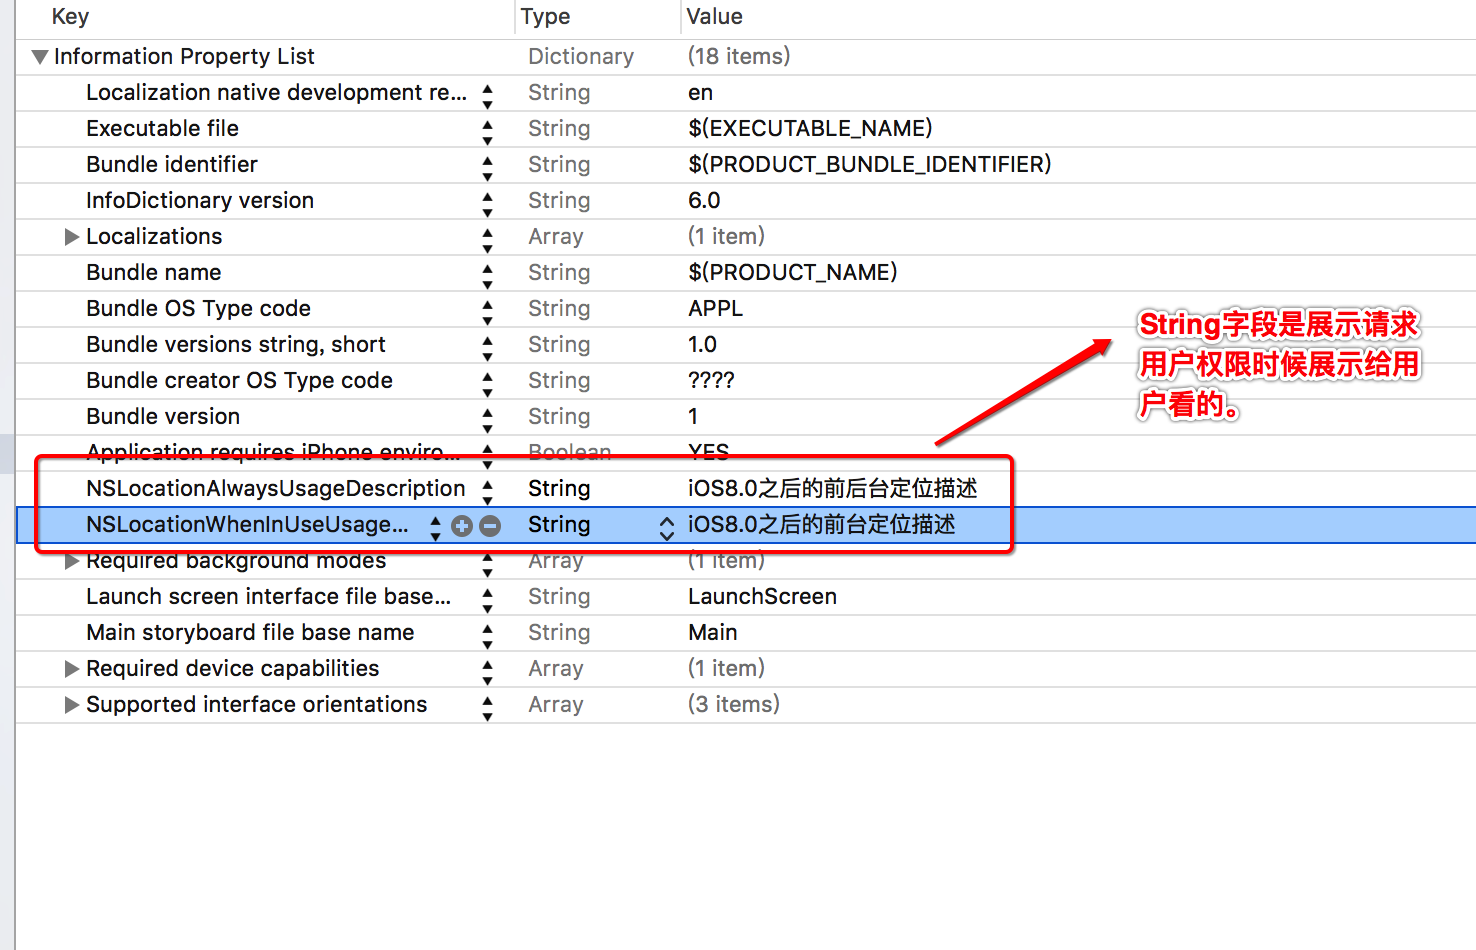 Key Type Value
Information Property List Dictionary (18 items)
Localization native development re... String en
Executable file String $(EXECUTABLE_NAME)
Bundle identifier String $(PRODUCT_BUNDLE_IDENTIFIER)
InfoDictionary version String 6.0
Localizations Array (1 item)
Bundle name String $(PRODUCT_NAME)
Bundle OS Type code String APPL
Bundle versions string, short String 1.0
Bundle creator OS Type code String ????
Bundle version String 1
Application requires iPhone enviro... Boolean YES
NSLocationAlwaysUsageDescription String iOS8.0之后的前后台定位描述
NSLocationWhenInUseUsage... String iOS8.0之后的前台定位描述
Required background modes Array (1 item)
Launch screen interface file base... String LaunchScreen
Main storyboard file base name String Main
Required device capabilities Array (1 item)
Supported interface orientations Array (3 items)
String字段是展示请求
用户权限时候展示给用
户看的。